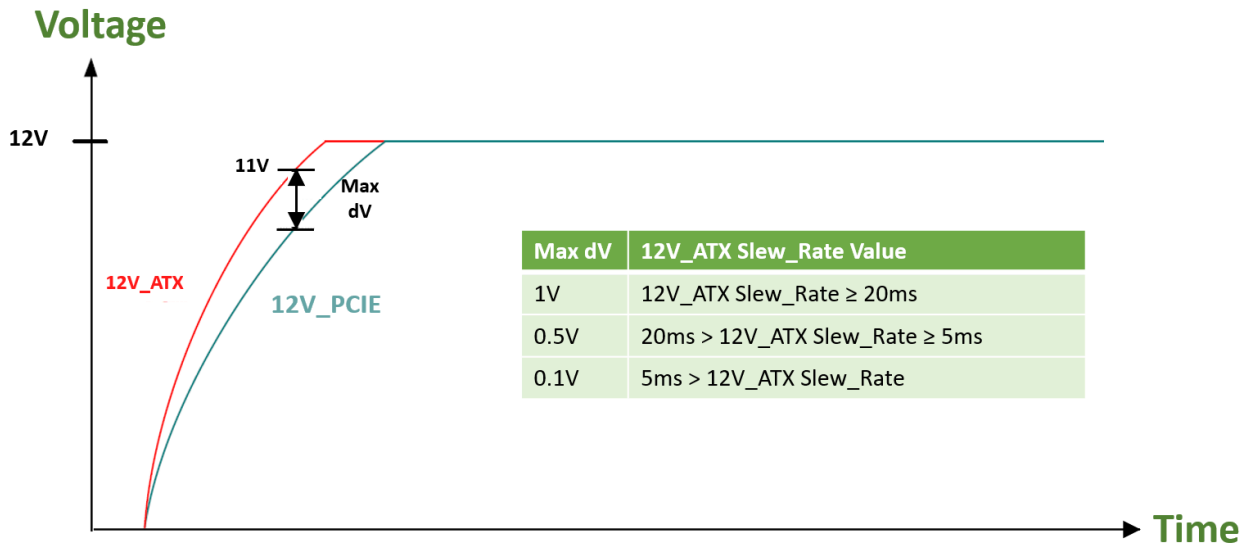 Voltage
12V
11V
Max
dV
12V_ATX
12V_PCIE
Max dV 12V_ATX Slew_Rate Value
1V 12V_ATX Slew_Rate ≥ 20ms
0.5V 20ms > 12V_ATX Slew_Rate ≥ 5ms
0.1V 5ms > 12V_ATX Slew_Rate
Time